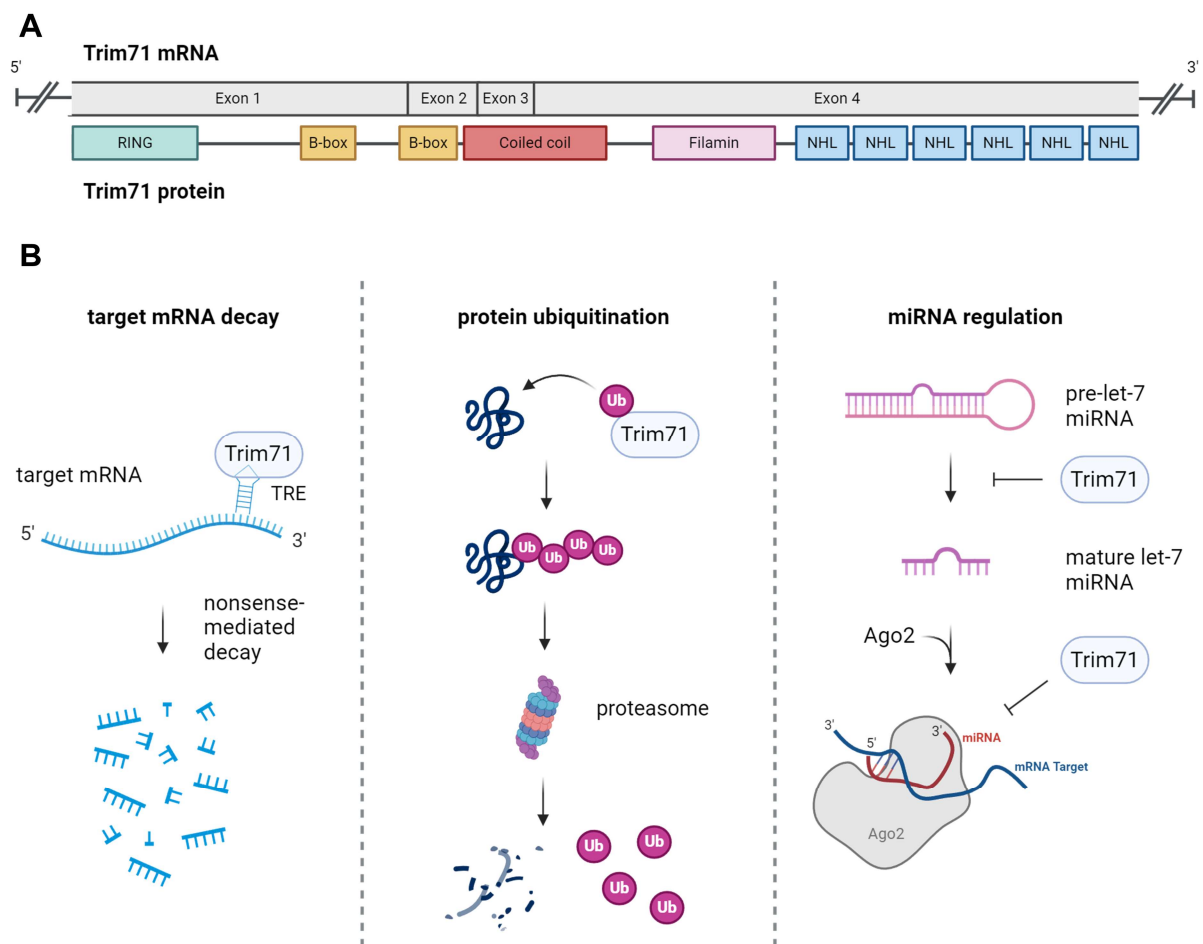 A
Trim71 mRNA
5'
3'
Exon 1 Exon 2 Exon 3 Exon 4
RING B-box B-box Coiled coil Filamin NHL NHL NHL NHL NHL NHL
Trim71 protein
B
target mRNA decay
Trim71
target mRNA
TRE
5'
3'
nonsense-
mediated
decay
protein ubiquitination
Ub
Trim71
Ub Ub Ub Ub
proteasome
Ub Ub
Ub
Ub
miRNA regulation
pre-let-7
miRNA
Trim71
mature let-7
miRNA
Ago2
Trim71
3'
5'
3'
miRNA
mRNA Target
Ago2